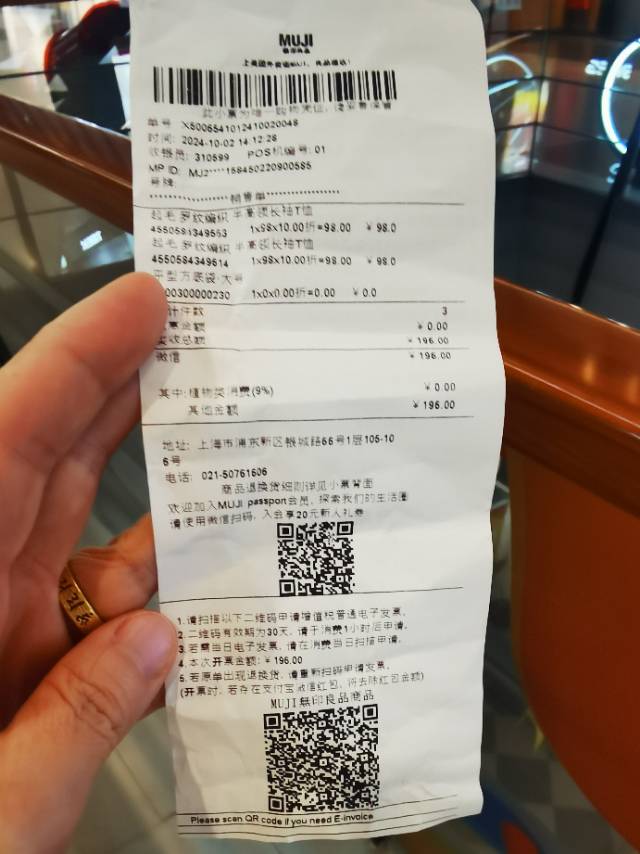 MUJI
無印良品
此小票为唯一购物凭证，请妥善保管
单号 X5006541012410020048
时间: 2024-10-02 14:12:28
收银员: 310599 POS机编号: 01
MP ID: MJ2****158450220900585
号牌:
*****************销售单*****************
起毛 罗纹编织 半高领长袖T恤
4550584349553 1x98x10.00折=98.00 ￥98.0
起毛 罗纹编织 半高领长袖T恤
4550584349614 1x98x10.00折=98.00 ￥98.0
平型方底袋·大号
00300000230 1x0x0.00折=0.00 ￥0.0
计件数 3
票金额 ￥0.00
实收总额 ￥196.00
微信 ￥196.00
其中: 植物类消费(9%) ￥0.00
其他金额 ￥196.00
地址: 上海市浦东新区银城路66号1层105-10
6号
电话: 021-50761606
商品退换货细则详见小票背面
欢迎加入MUJI passport会员, 探索我们的生活圈
请使用微信扫码, 入会享20元新人礼券
1.请扫描以下二维码申请增值税普通电子发票。
2.二维码有效期为30天, 请于消费1小时后申请。
3.若需当日电子发票, 请在消费当日扫描申请。
4.本次开票金额: ￥196.00
5.若原单出现退换货, 请重新扫码申请发票。
(开票时, 若存在支付宝或信红包, 将去除红包金额)
MUJI無印良品商品
Please scan QR code if you need E-invoice